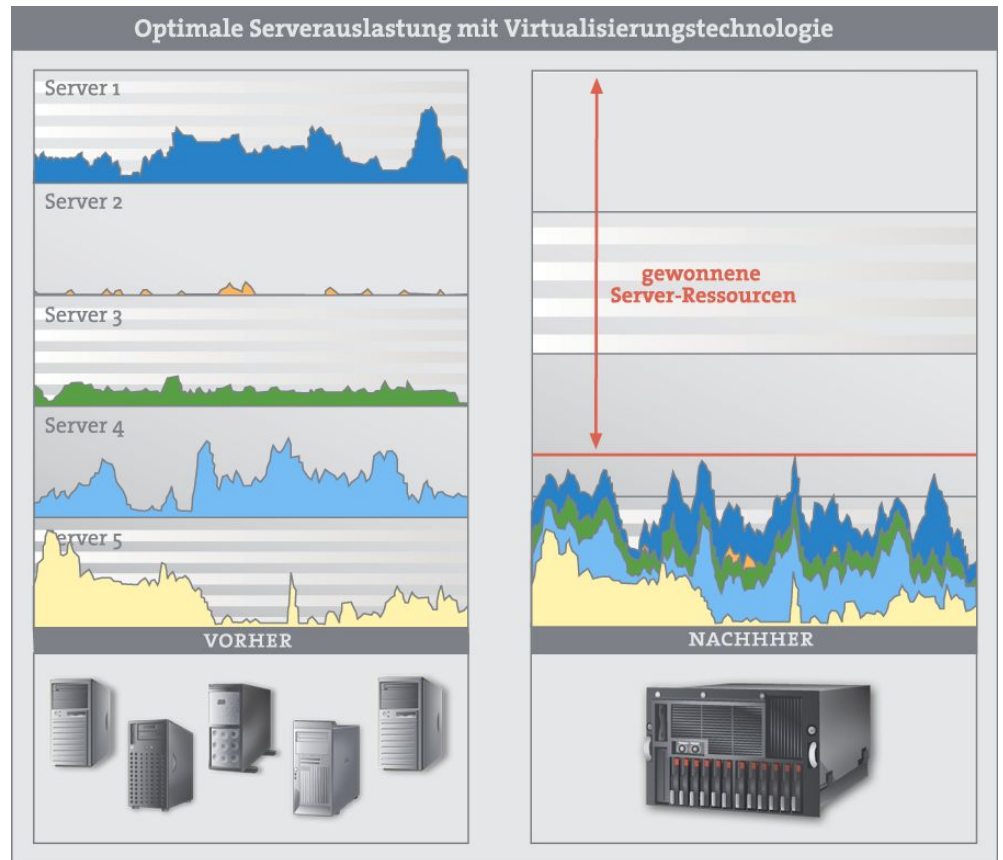 Optimale Serverauslastung mit Virtualisierungstechnologie
Server 1
Server 2
Server 3
Server 4
Server 5
VORHER
gewonnene
Server-Ressourcen
NACHHHER